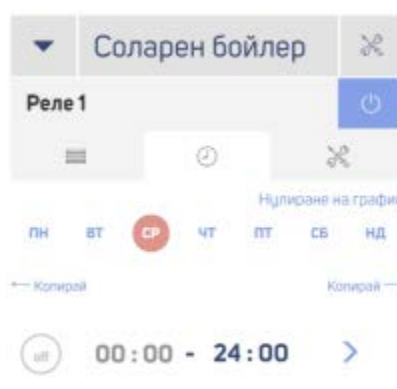 Соларен бойлер
Реле 1
Нулиране на график
ПН ВТ СР ЧТ ПТ СБ НД
← Копирай Копирай —
off 00:00 - 24:00 >